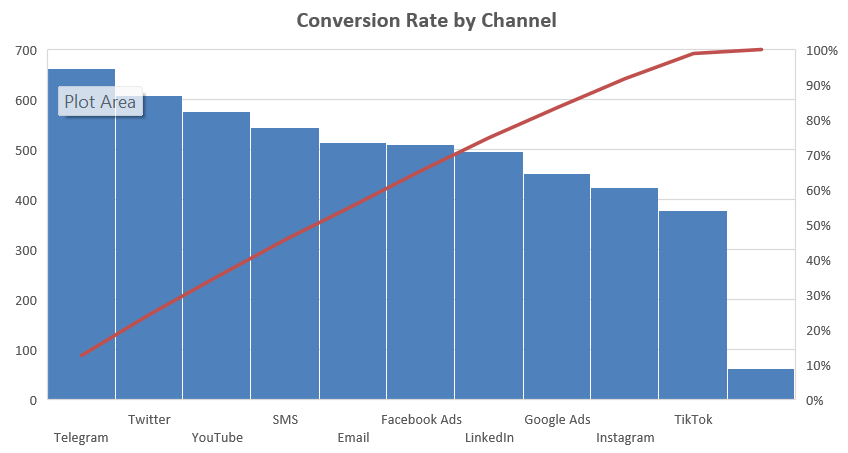 Conversion Rate by Channel
700
600
500
400
300
200
100
0
Plot Area
100%
90%
80%
70%
60%
50%
40%
30%
20%
10%
0%
Twitter
SMS
Facebook Ads
Google Ads
TikTok
Telegram
YouTube
Email
LinkedIn
Instagram